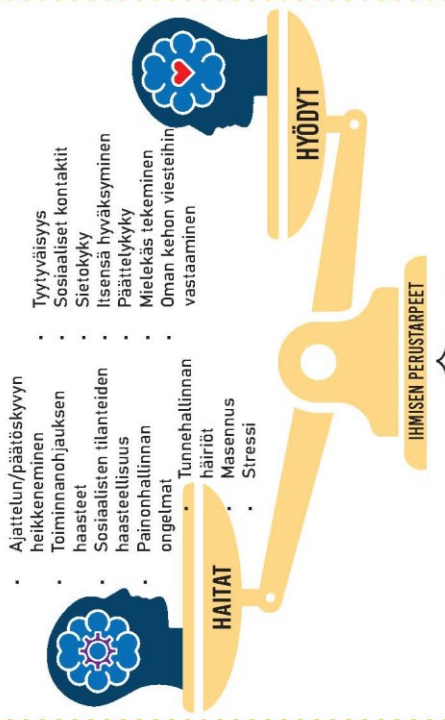 · Ajattelun/päätöskyvyn
heikkeneminen
· Toiminnanohjauksen
haasteet
· Sosiaalisten tilanteiden
haasteellisuus
· Painonhallinnan
ongelmat
· Tunnehallinnan
häiriöt
· Masennus
· Stressi
HAITAT
· Tyytyväisyys
· Sosiaaliset kontaktit
· Sietokyky
· Itsensä hyväksyminen
· Päättelykyky
· Mielekäs tekeminen
· Oman kehon viesteihin
vastaaminen
HYÖDYT
IHMISEN PERUSTARPEET